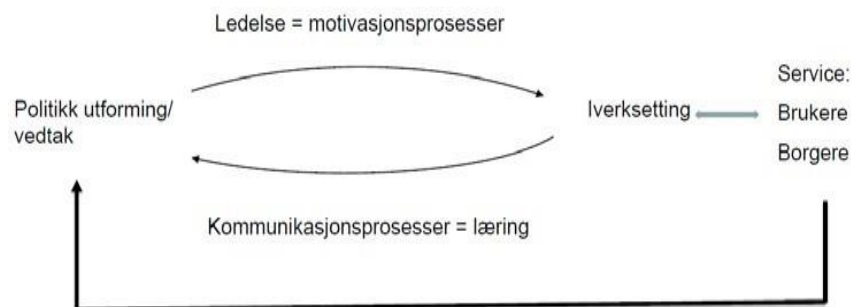 Ledelse = motivasjonsprosesser
Politikk utforming/
vedtak
Iverksetting
Service:
Brukere
Borgere
Kommunikasjonsprosesser = læring